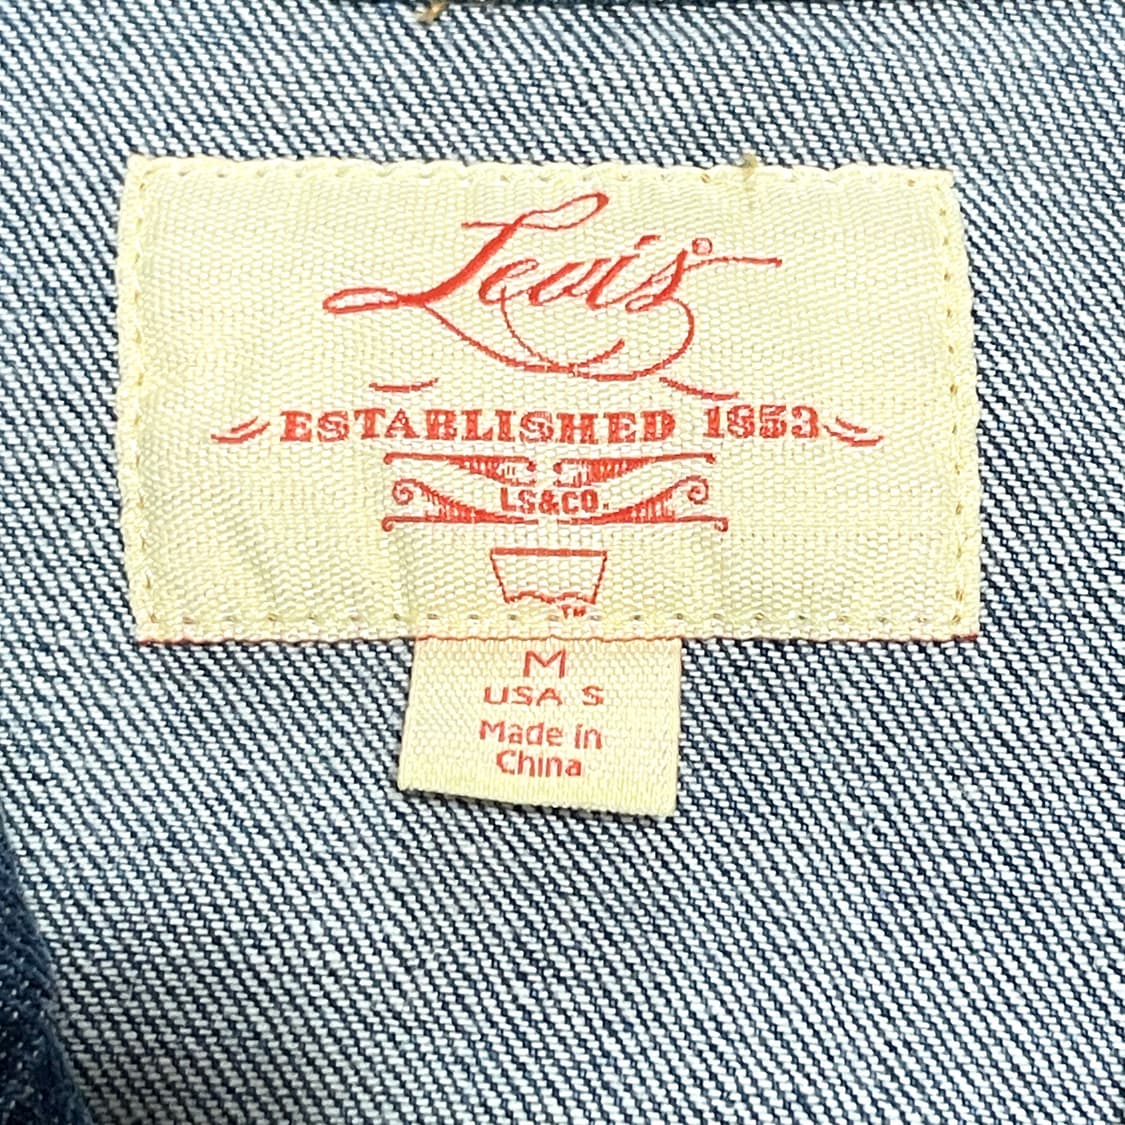 Levi's®
ESTABLISHED 1853
LS&CO.
TM
M
USA S
Made in
China